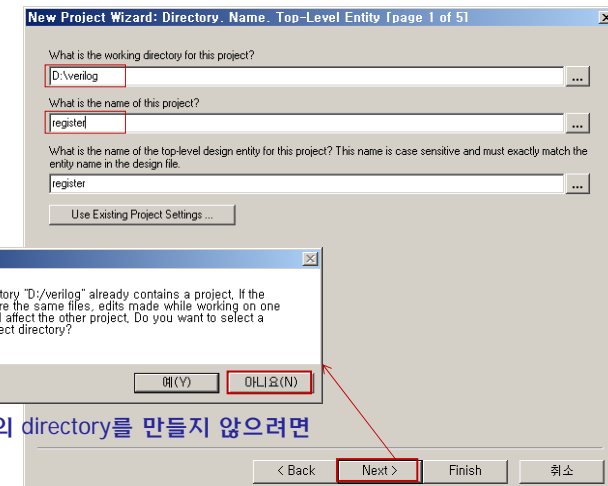 New Project Wizard: Directory, Name, Top-Level Entity [page 1 of 5]
What is the working directory for this project?
D:\verilog
...
What is the name of this project?
register
...
What is the name of the top-level design entity for this project? This name is case sensitive and must exactly match the
entity name in the design file.
register
...
Use Existing Project Settings ...
tory "D:/verilog" already contains a project, If the
re the same files, edits made while working on one
affect the other project, Do you want to select a
ect directory?
예(Y)
아니요(N)
의 directory를 만들지 않으려면
< Back
Next >
Finish
취소